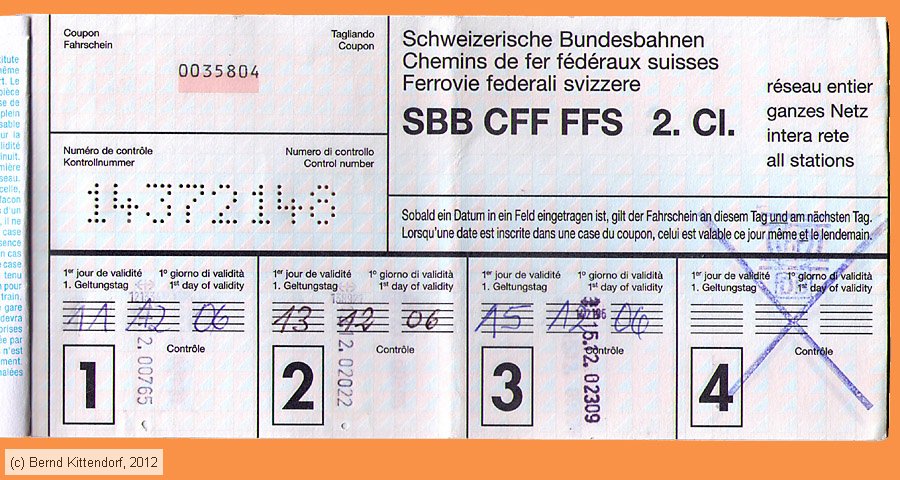 Coupon
Fahrschein
Tagliando
Coupon
0035804
Schweizerische Bundesbahnen
Chemins de fer fédéraux suisses
Ferrovie federali svizzere
SBB CFF FFS 2. Cl.
réseau entier
ganzes Netz
intera rete
all stations
Numéro de contrôle
Kontrollnummer
Numero di controllo
Control number
14372148
Sobald ein Datum in ein Feld eingetragen ist, gilt der Fahrschein an diesem Tag und am nächsten Tag.
Lorsqu'une date est inscrite dans une case du coupon, celui est valable ce jour même et le lendemain.
1er jour de validité
1. Geltungstag
1o giorno di validità
1st day of validity
11 12 06
Contrôle
1
12. 00765
1er jour de validité
1. Geltungstag
1o giorno di validità
1st day of validity
13 12 06
Contrôle
2
12. 02022
1er jour de validité
1. Geltungstag
1o giorno di validità
1st day of validity
15 12 06
Contrôle
3
15.12. 02309
1er jour de validité
1. Geltungstag
1o giorno di validità
1st day of validity
Contrôle
4
(c) Bernd Kittendorf, 2012